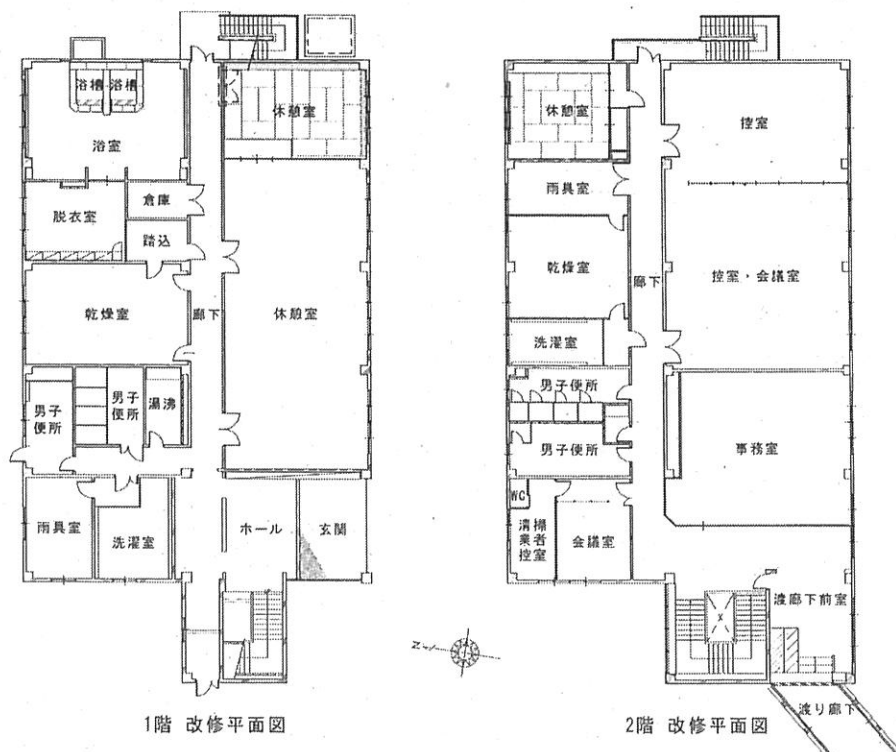 浴槽
浴槽
浴室
休憩室
脱衣室
倉庫
踏込
乾燥室
廊下
休憩室
男子
便所
男子
便所
湯沸
雨具室
洗濯室
ホール
玄関
1階 改修平面図
休憩室
控室
雨具室
乾燥室
廊下
控室・会議室
洗濯室
男子便所
男子便所
事務室
WC
清掃
業者
控室
会議室
渡廊下前室
渡り廊下
2階 改修平面図
N